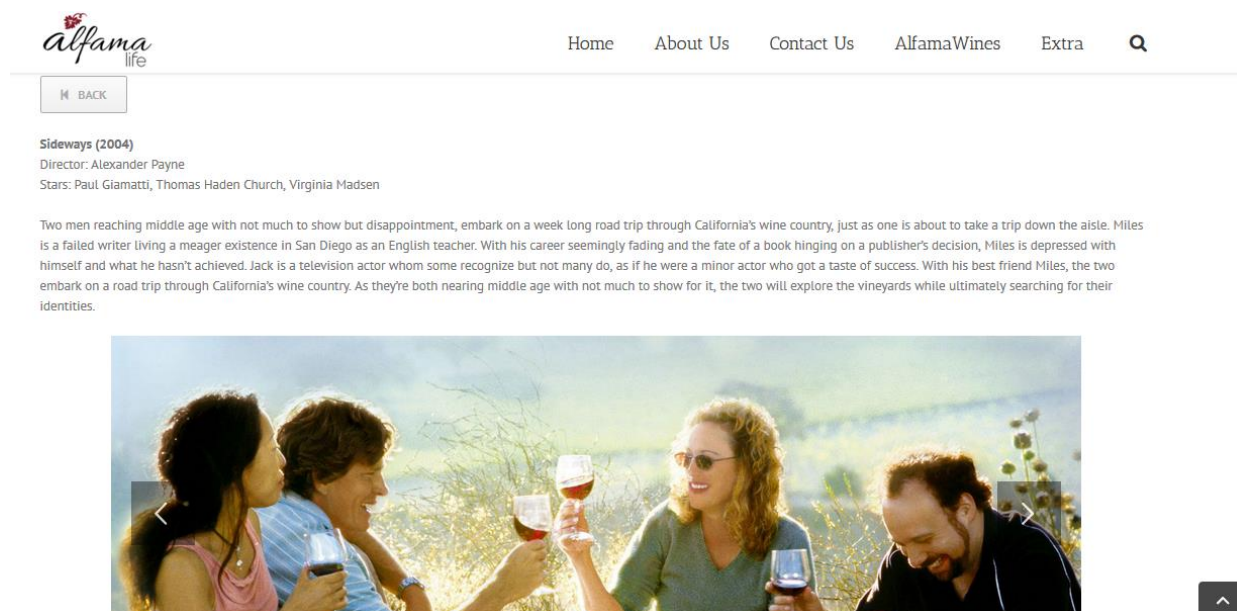 alfama
life
Home About Us Contact Us AlfamaWines Extra
BACK
Sideways (2004)
Director: Alexander Payne
Stars: Paul Giamatti, Thomas Haden Church, Virginia Madsen
Two men reaching middle age with not much to show but disappointment, embark on a week long road trip through California's wine country, just as one is about to take a trip down the aisle. Miles
is a failed writer living a meager existence in San Diego as an English teacher. With his career seemingly fading and the fate of a book hinging on a publisher's decision, Miles is depressed with
himself and what he hasn't achieved. Jack is a television actor whom some recognize but not many do, as if he were a minor actor who got a taste of success. With his best friend Miles, the two
embark on a road trip through California's wine country. As they're both nearing middle age with not much to show for it, the two will explore the vineyards while ultimately searching for their
identities.